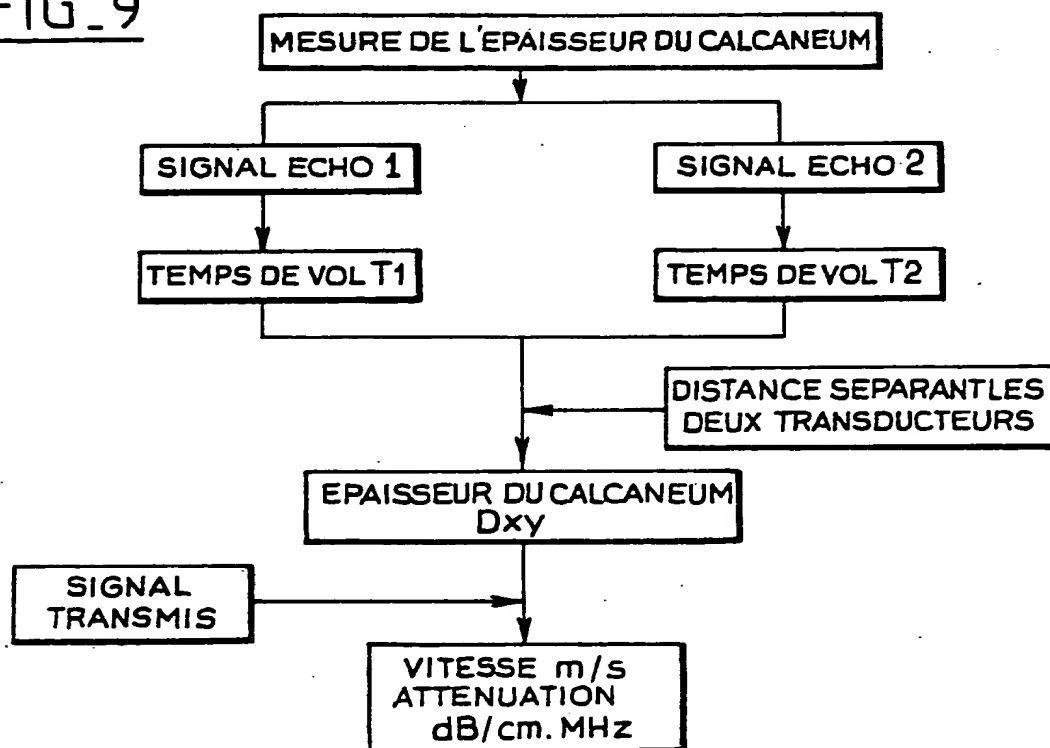 FIG_9
MESURE DE L'EPAISSEUR DU CALCANEUM
SIGNAL ECHO 1
SIGNAL ECHO 2
TEMPS DE VOL T1
TEMPS DE VOL T2
DISTANCE SEPARANT LES
DEUX TRANSDUCTEURS
EPAISSEUR DU CALCANEUM
Dxy
SIGNAL
TRANSMIS
VITESSE m/s
ATTENUATION
dB/cm. MHz